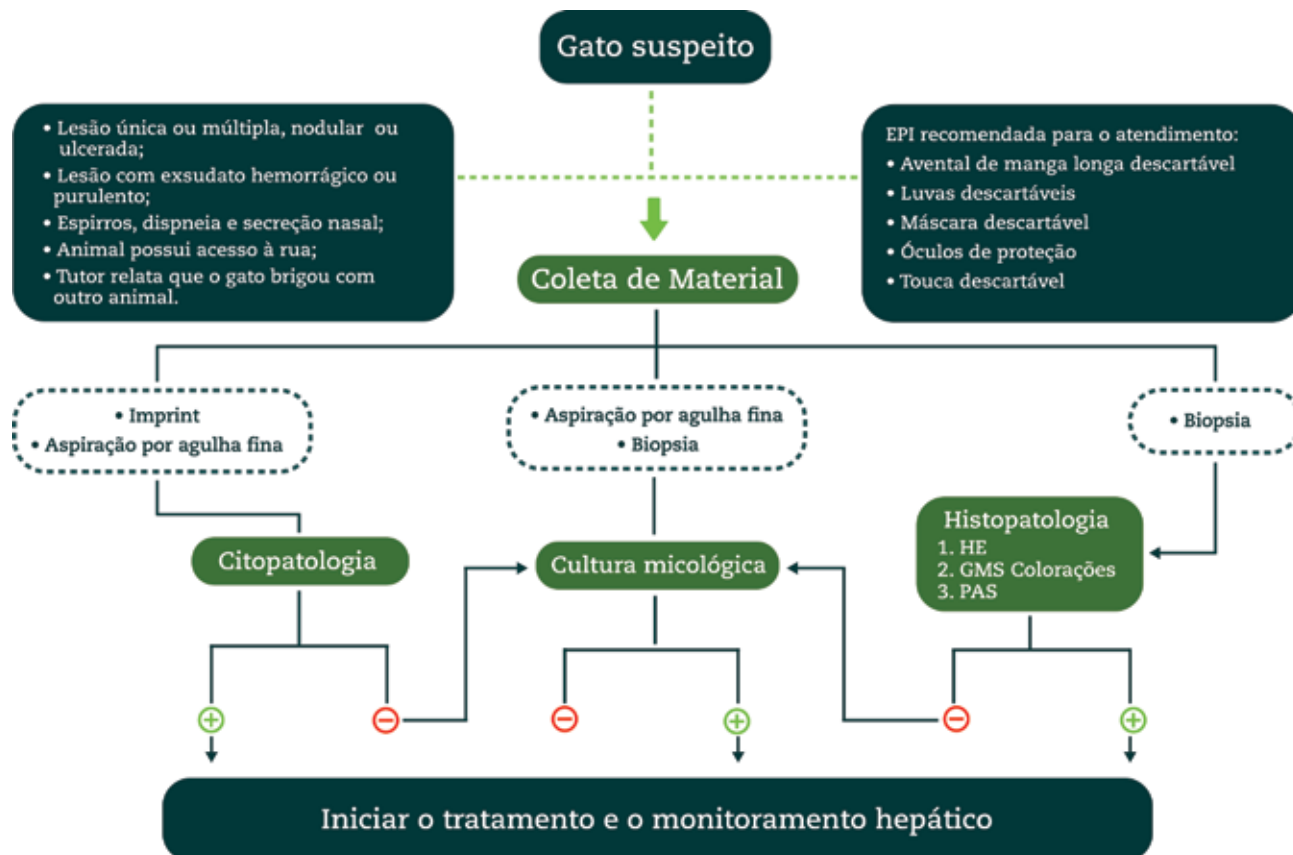 Gato suspeito
• Lesão única ou múltipla, nodular ou
ulcerada;
• Lesão com exsudato hemorrágico ou
purulento;
• Espirros, dispneia e secreção nasal;
• Animal possui acesso à rua;
• Tutor relata que o gato brigou com
outro animal.
EPI recomendada para o atendimento:
• Avental de manga longa descartável
• Luvas descartáveis
• Máscara descartável
• Óculos de proteção
• Touca descartável
Coleta de Material
• Imprint
• Aspiração por agulha fina
• Aspiração por agulha fina
• Biopsia
• Biopsia
Citopatologia
Cultura micológica
Histopatologia
1. HE
2. GMS Colorações
3. PAS
+
−
−
+
−
+
Iniciar o tratamento e o monitoramento hepático